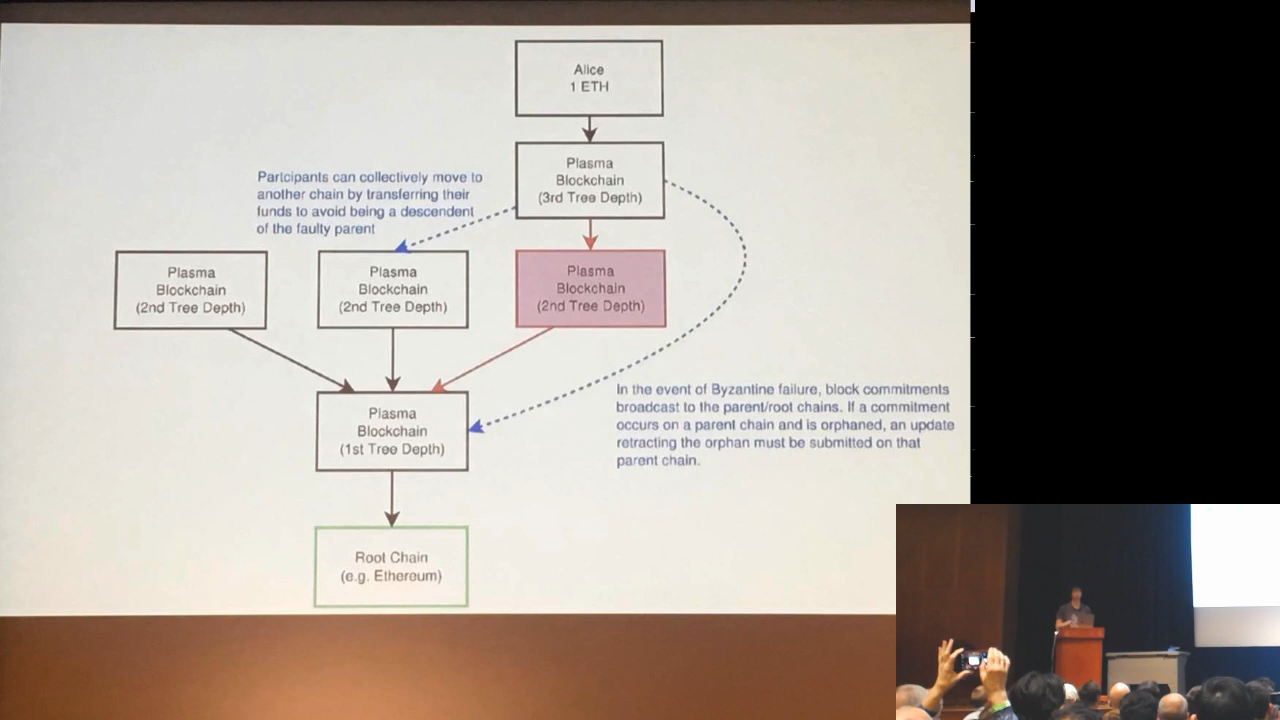 Alice
1 ETH
Plasma
Blockchain
(3rd Tree Depth)
Partcipants can collectively move to
another chain by transferring their
funds to avoid being a descendent
of the faulty parent
Plasma
Blockchain
(2nd Tree Depth)
Plasma
Blockchain
(2nd Tree Depth)
Plasma
Blockchain
(2nd Tree Depth)
In the event of Byzantine failure, block commitments
broadcast to the parent/root chains. If a commitment
occurs on a parent chain and is orphaned, an update
retracting the orphan must be submitted on that
parent chain.
Plasma
Blockchain
(1st Tree Depth)
Root Chain
(e.g. Ethereum)